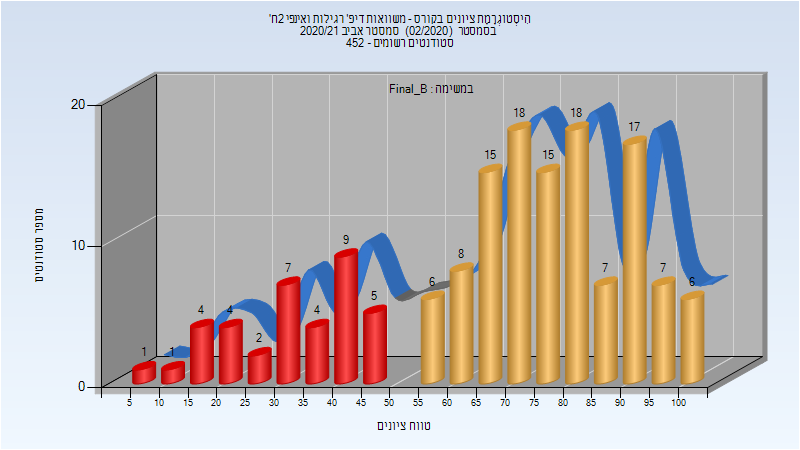 הִיסְטוֹגְרַמַת ציונים בקורס - משוואות דיפ' רגילות ואינפי 2ח'
בסמסטר (02/2020) סמסטר אביב 2020/21
סטודנטים רשומים - 452
במשימה : Final_B
מספר סטודנטים
20
10
0
1 1 4 4 2 7 4 9 5 6 8 15 18 15 18 7 17 7 6
5 10 15 20 25 30 35 40 45 50 55 60 65 70 75 80 85 90 95 100
טווח ציונים